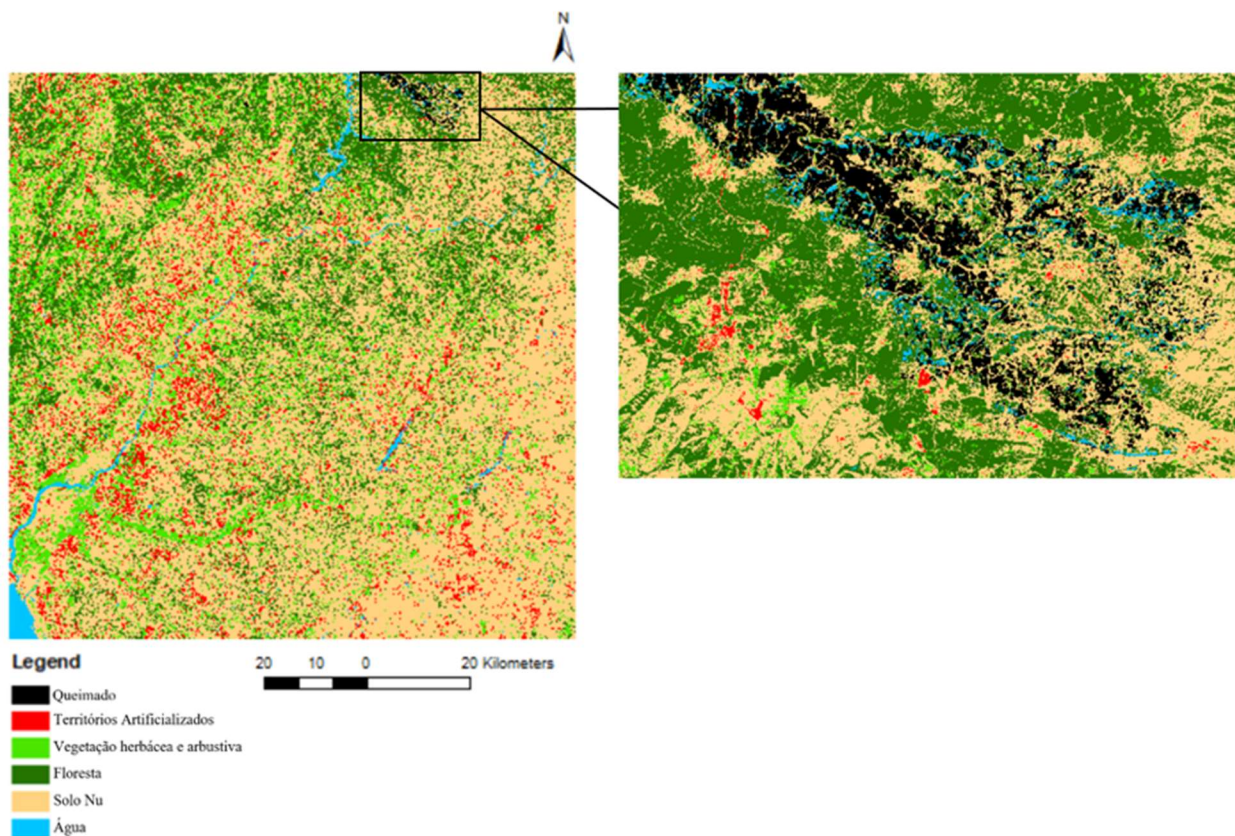 N
Legend
20 10 0 20 Kilometers
Queimado
Territórios Artificializados
Vegetação herbácea e arbustiva
Floresta
Solo Nu
Água